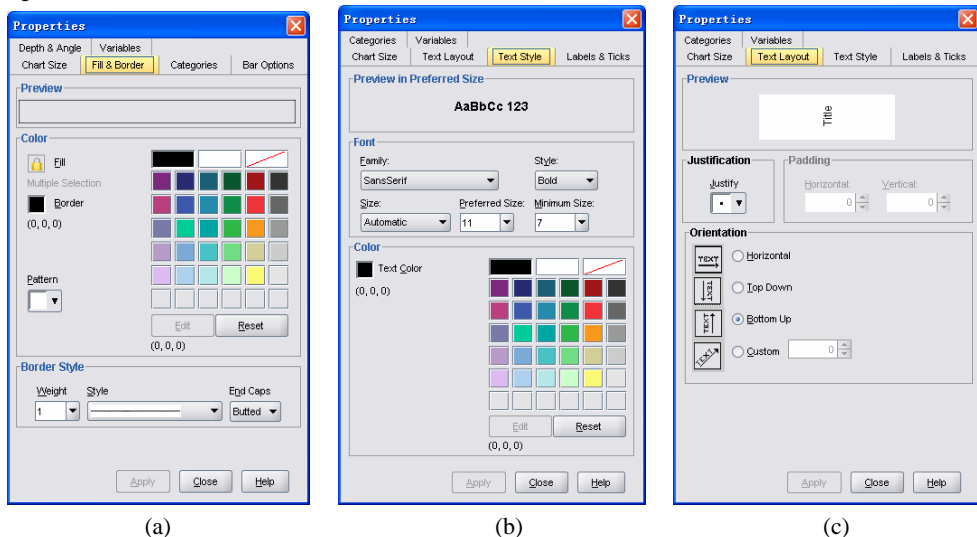 Properties
Depth & Angle Variables
Chart Size Fill & Border Categories Bar Options
Preview
Color
Fill
Multiple Selection
Border
(0, 0, 0)
Pattern
Edit Reset
(0, 0, 0)
Border Style
Weight Style End Caps
1 Butted
Apply Close Help
(a)
Properties
Categories Variables
Chart Size Text Layout Text Style Labels & Ticks
Preview in Preferred Size
AaBbCc 123
Font
Family: Style:
SansSerif Bold
Size: Preferred Size: Minimum Size:
Automatic 11 7
Color
Text Color
(0, 0, 0)
Edit Reset
(0, 0, 0)
Apply Close Help
(b)
Properties
Categories Variables
Chart Size Text Layout Text Style Labels & Ticks
Preview
Title
Justification Padding
Justify Horizontal: Vertical:
0 0
Orientation
TEXT Horizontal
TEXT Top Down
TEXT Bottom Up
TEXT Custom 0
Apply Close Help
(c)